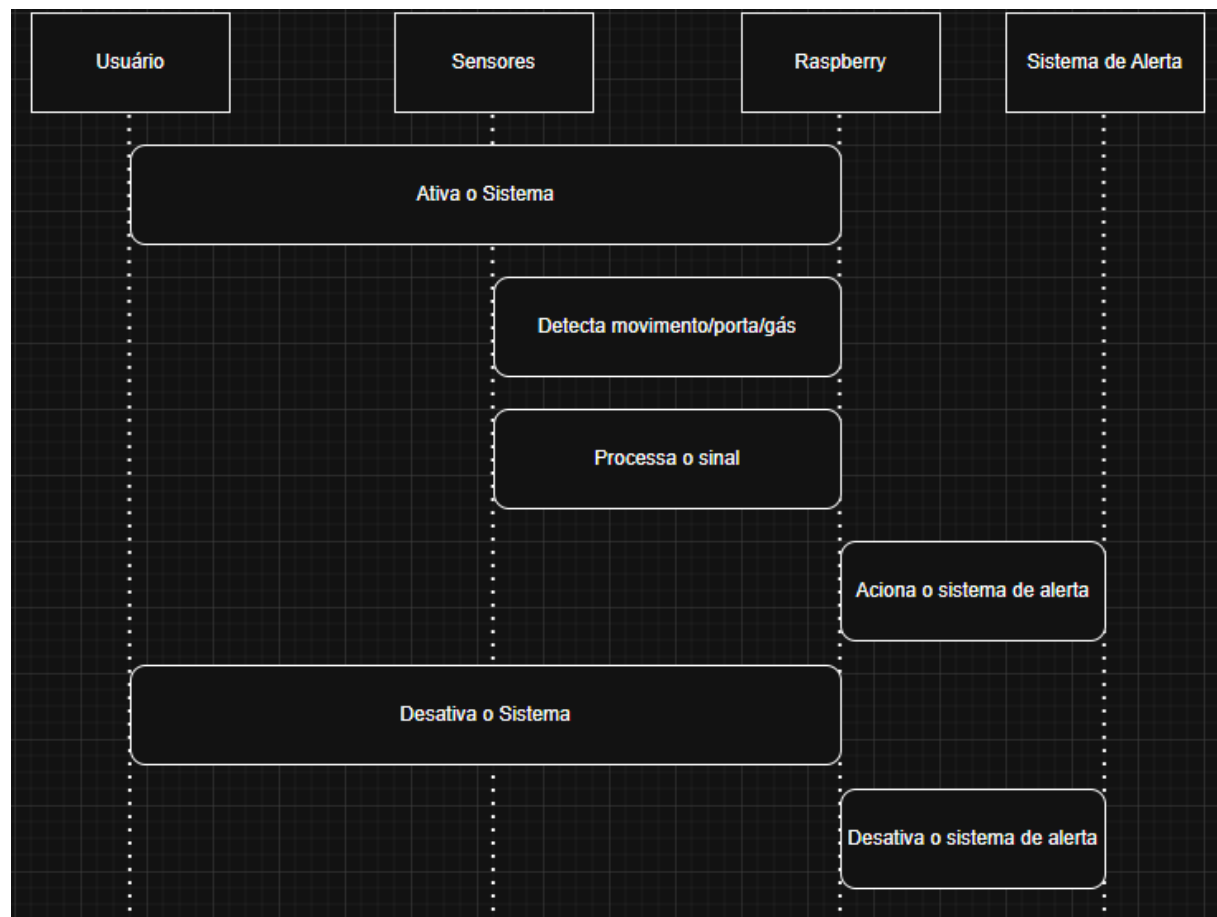 Usuário
Sensores
Raspberry
Sistema de Alerta
Ativa o Sistema
Detecta movimento/porta/gás
Processa o sinal
Aciona o sistema de alerta
Desativa o Sistema
Desativa o sistema de alerta